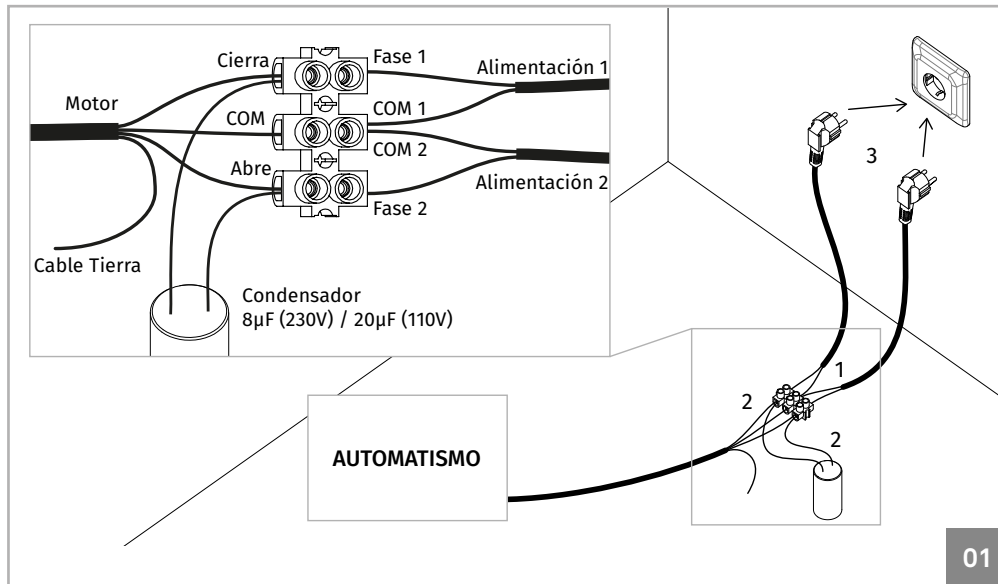 Cierra
Fase 1
Alimentación 1
Motor
COM
COM 1
COM 2
Abre
Alimentación 2
Fase 2
Cable Tierra
Condensador
8µF (230V) / 20µF (110V)
3
1
2
2
AUTOMATISMO
01